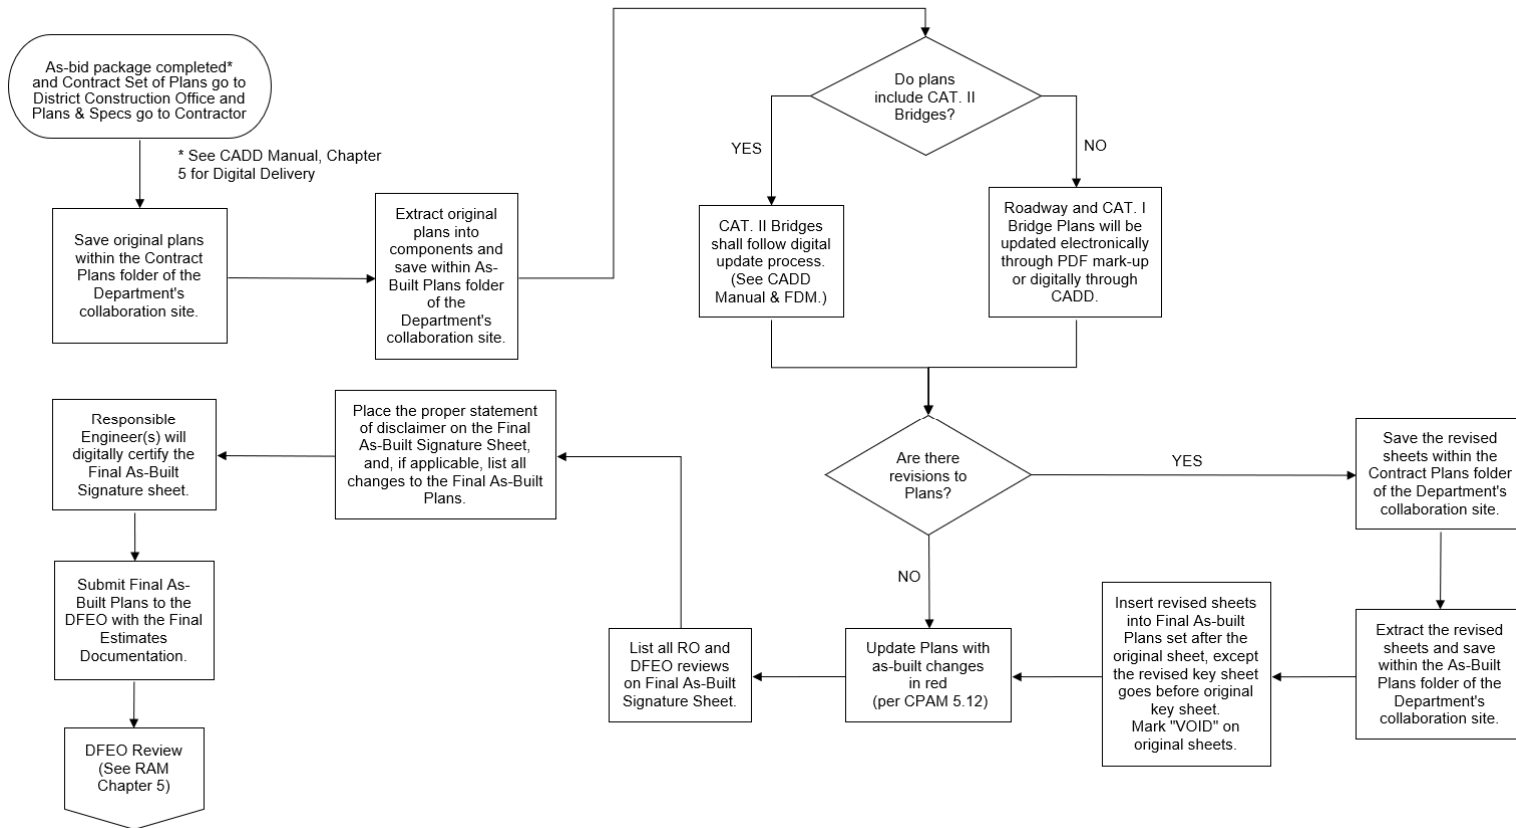 As-bid package completed*
and Contract Set of Plans go to
District Construction Office and
Plans & Specs go to Contractor
* See CADD Manual, Chapter
5 for Digital Delivery
Save original plans
within the Contract
Plans folder of the
Department's
collaboration site.
Extract original
plans into
components and
save within As-
Built Plans folder
of the
Department's
collaboration site.
Do plans
include CAT. II
Bridges?
YES
NO
CAT. II Bridges
shall follow digital
update process.
(See CADD
Manual & FDM.)
Roadway and CAT. I
Bridge Plans will be
updated electronically
through PDF mark-up
or digitally through
CADD.
Are there
revisions to
Plans?
YES
NO
Save the revised
sheets within the
Contract Plans folder
of the Department's
collaboration site.
Extract the revised
sheets and save
within the As-Built
Plans folder of the
Department's
collaboration site.
Insert revised sheets
into Final As-built
Plans set after the
original sheet, except
the revised key sheet
goes before original
key sheet.
Mark "VOID" on
original sheets.
Update Plans with
as-built changes
in red
(per CPAM 5.12)
List all RO and
DFEO reviews
on Final As-Built
Signature Sheet.
Place the proper statement
of disclaimer on the Final
As-Built Signature Sheet,
and, if applicable, list all
changes to the Final As-Built
Plans.
Responsible
Engineer(s) will
digitally certify the
Final As-Built
Signature sheet.
Submit Final As-
Built Plans to the
DFEO with the Final
Estimates
Documentation.
DFEO Review
(See RAM
Chapter 5)